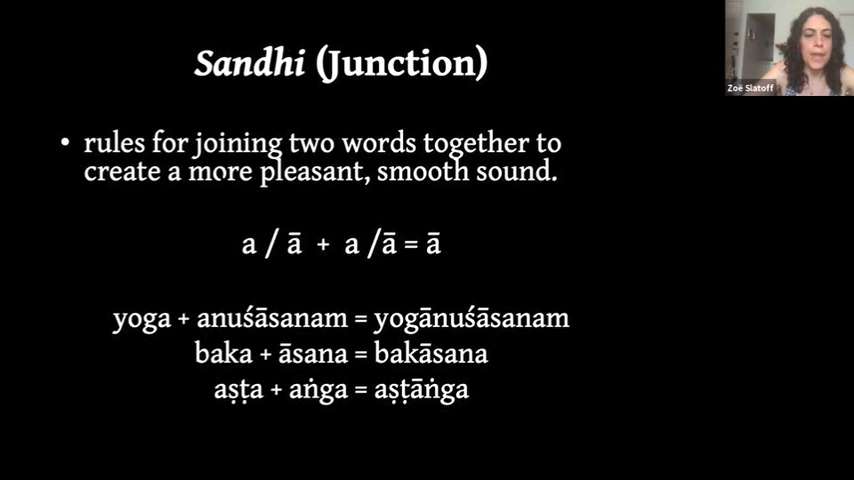 Sandhi (Junction)
Zoë Slatoff
• rules for joining two words together to
create a more pleasant, smooth sound.
a / ā + a /ā = ā
yoga + anuśāsanam = yogānuśāsanam
baka + āsana = bakāsana
aṣṭa + aṅga = aṣṭāṅga